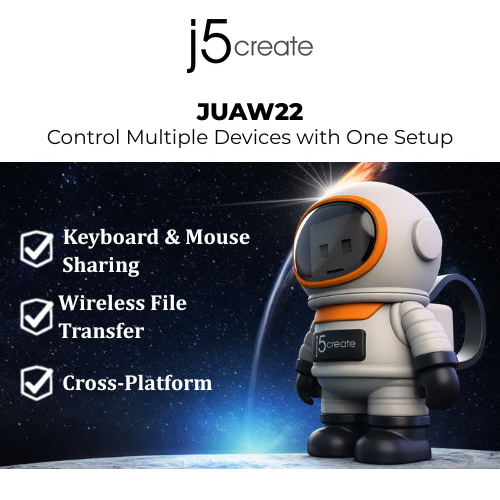 j5create
JUAW22
Control Multiple Devices with One Setup
Keyboard & Mouse
Sharing
Wireless File
Transfer
Cross-Platform
j5create